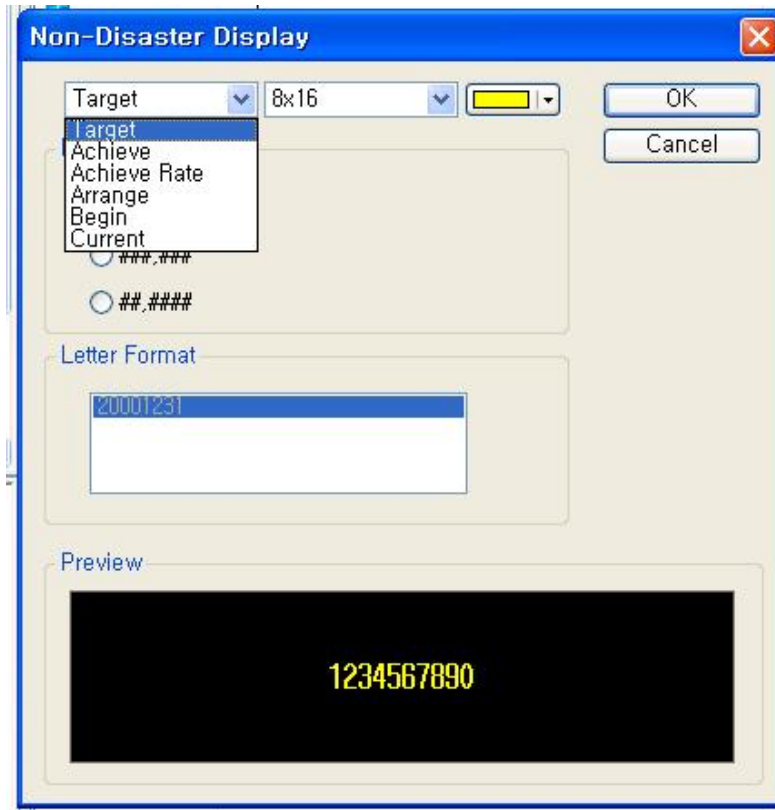 Non-Disaster Display
Target 8x16 OK
Target
Achieve
Achieve Rate
Arrange
Begin
Current
Cancel
###,###
##,####
Letter Format
20001231
Preview
1234567890